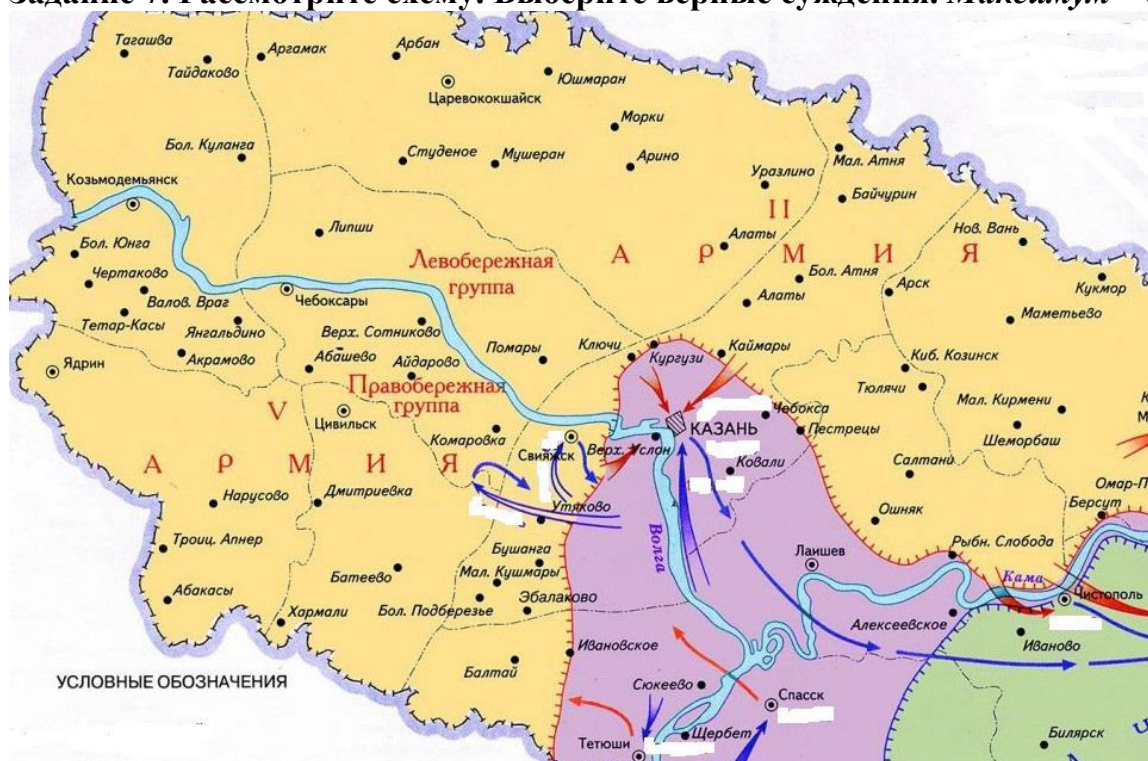 Задание 7. Рассмотрите схему. Выберите верные суждения. Максимум
Тагашва
Тайдаково
Аргамак
Арбан
Царевококшайск
Юшмаран
Морки
Бол. Куланга
Студеное
Мушеран
Арино
Мал. Атня
Уразлино
Байчурин
Козьмодемьянск
II
Липши
Алаты
Нов. Вань
Бол. Юнга
Левобережная
группа
А Р М И Я
Чертаково
Бол. Атня
Арск
Кукмор
Валов. Враг
Чебоксары
Алаты
Маметьево
Тетар-Касы
Янгальдино
Верх. Сотниково
Ядрин
Акрамово
Абашево
Айдарово
Помары
Ключи
Кургузи
Каймары
Киб. Козинск
Тюлячи
Правобережная
группа
V
Цивильск
Чебокса
Мал. Кирмени
КАЗАНЬ
Пестрецы
Комаровка
Шеморбаш
Свияжск
Верх. Услон
Ковали
А Р М И Я
Салтани
Нарусово
Дмитриевка
Утяково
Омар-П
Берсут
Ошняк
Троиц. Апнер
Волга
Бушанга
Лаишев
Рыбн. Слобода
Батеево
Мал. Кушмары
Кама
Чистополь
Абакасы
Хармали
Бол. Подберезье
Эбалаково
Алексеевское
Ивановское
Иваново
Балтай
УСЛОВНЫЕ ОБОЗНАЧЕНИЯ
Сюкеево
Спасск
Щербет
Тетюши
Билярск